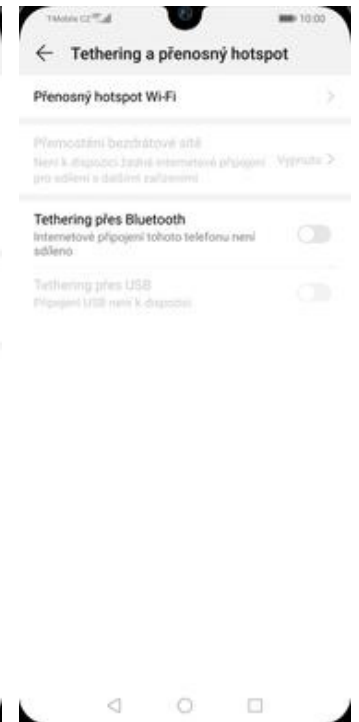 T-Mobile CZ
10:00
Tethering a přenosný hotspot
Přenosný hotspot Wi-Fi
Přemostění bezdrátové sítě
Není k dispozici žádné internetové připojení
pro sdílení s dalšími zařízeními
Vypnuto
Tethering přes Bluetooth
Internetové připojení tohoto telefonu není
sdíleno
Tethering přes USB
Připojení USB není k dispozici